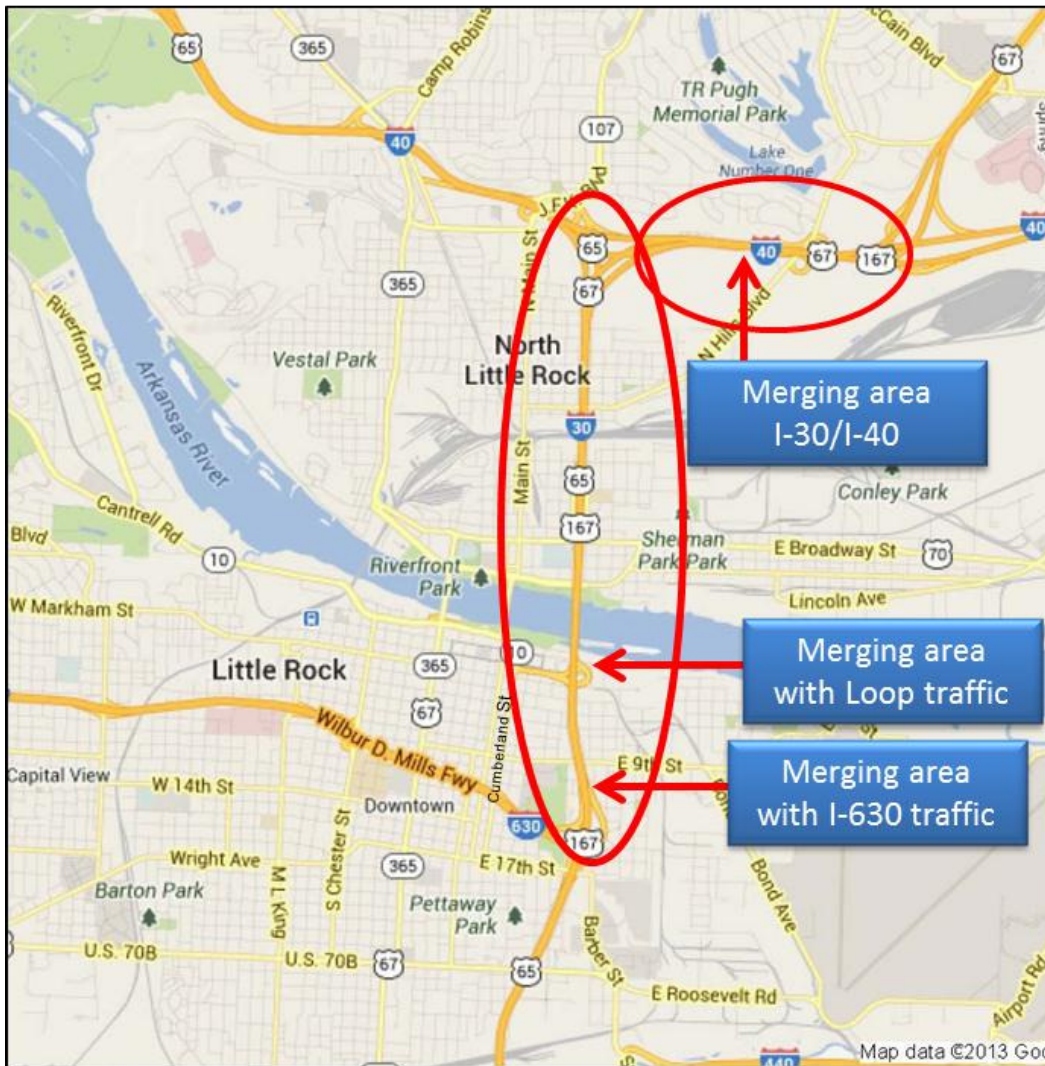 65
365
Camp Robins
McCain Blvd
67
TR Pugh
Memorial Park
107
40
Lake
Number One
J.F.K. Blvd
65
40
67
167
40
365
N Main St
67
N Hills Blvd
Riverfront Dr
Vestal Park
North
Little Rock
Merging area
I-30/I-40
Arkansas River
30
Main St
65
Conley Park
Cantrell Rd
167
Sherman
Park Park
E Broadway St
70
Blvd
10
Riverfront
Park
Lincoln Ave
W Markham St
10
Merging area
with Loop traffic
Little Rock
365
67
St
Wilbur D. Mills Fwy
Cumberland St
E 9th St
Capital View
W 14th St
Downtown
Merging area
with I-630 traffic
630
167
Wright Ave
S Chester St
365
E 17th St
Bond Ave
Barton Park
M L King
Pettaway
Park
Barber St
U.S. 70B
67
U.S. 70B
65
E Roosevelt Rd
Airport Rd
440
Map data ©2013 Goo